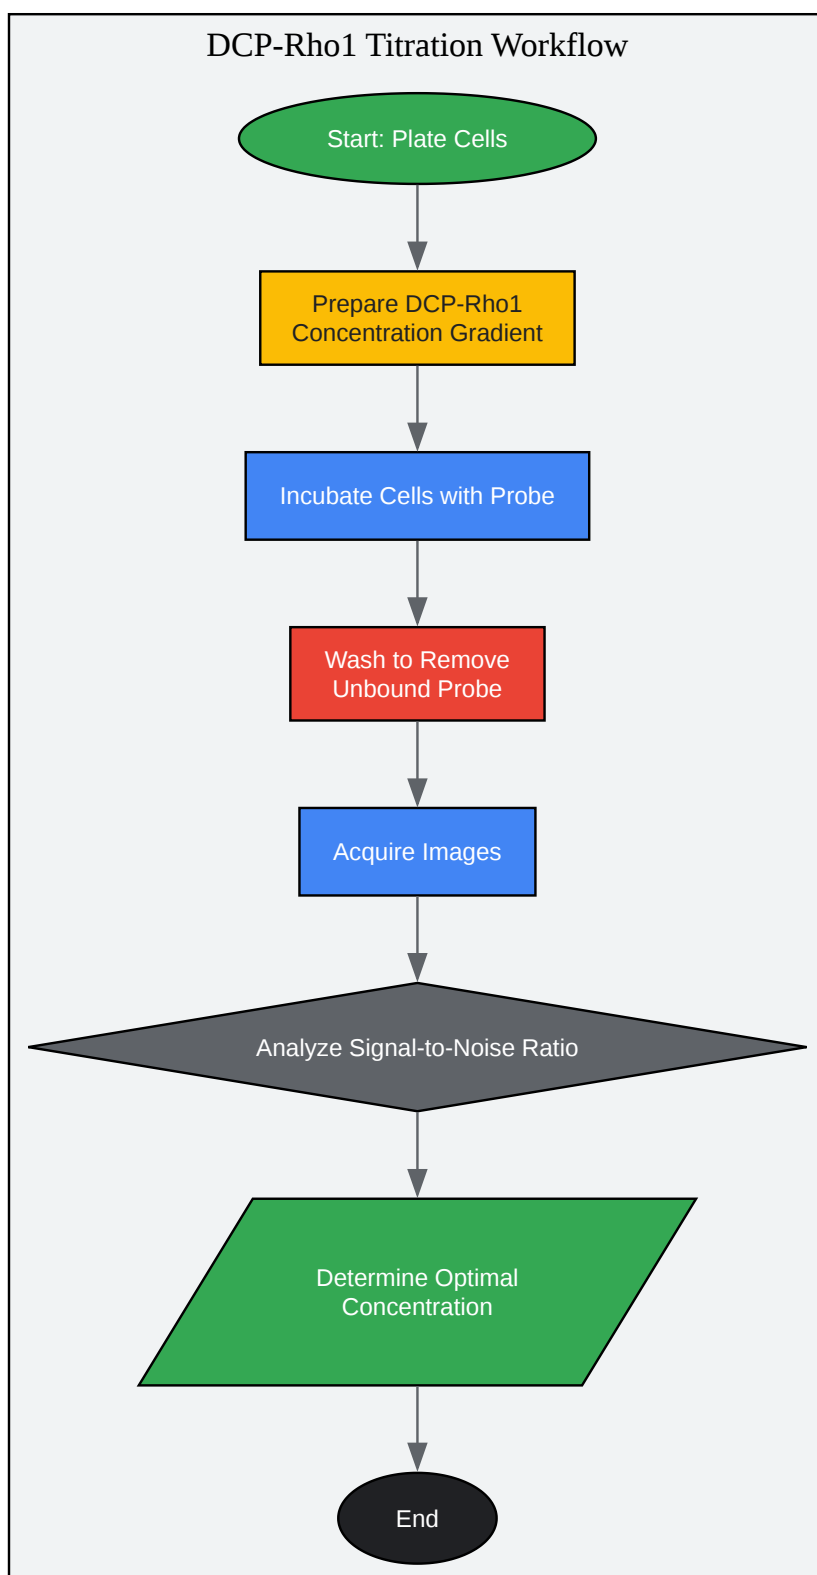 DCP-Rho1 Titration Workflow
Start: Plate Cells
Prepare DCP-Rho1
Concentration Gradient
Incubate Cells with Probe
Wash to Remove
Unbound Probe
Acquire Images
Analyze Signal-to-Noise Ratio
Determine Optimal
Concentration
End